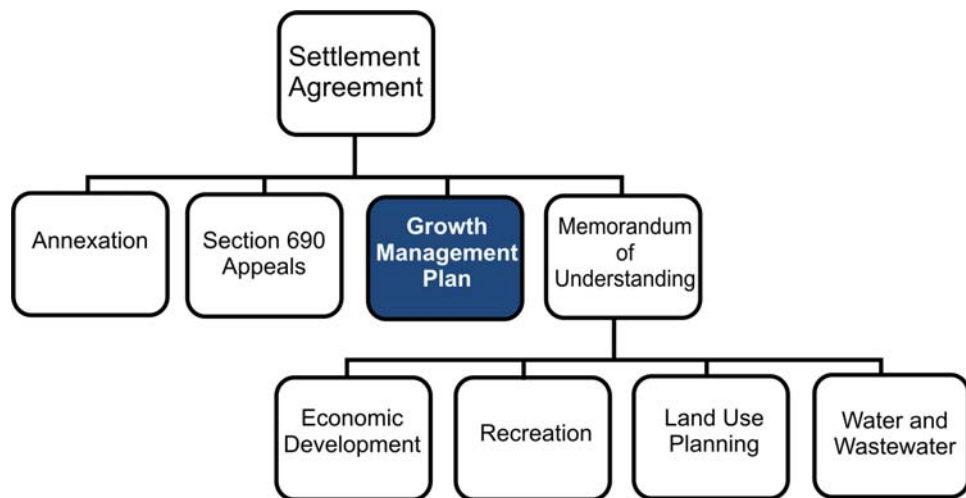 Settlement
Agreement
Annexation
Section 690
Appeals
Growth
Management
Plan
Memorandum
of
Understanding
Economic
Development
Recreation
Land Use
Planning
Water and
Wastewater